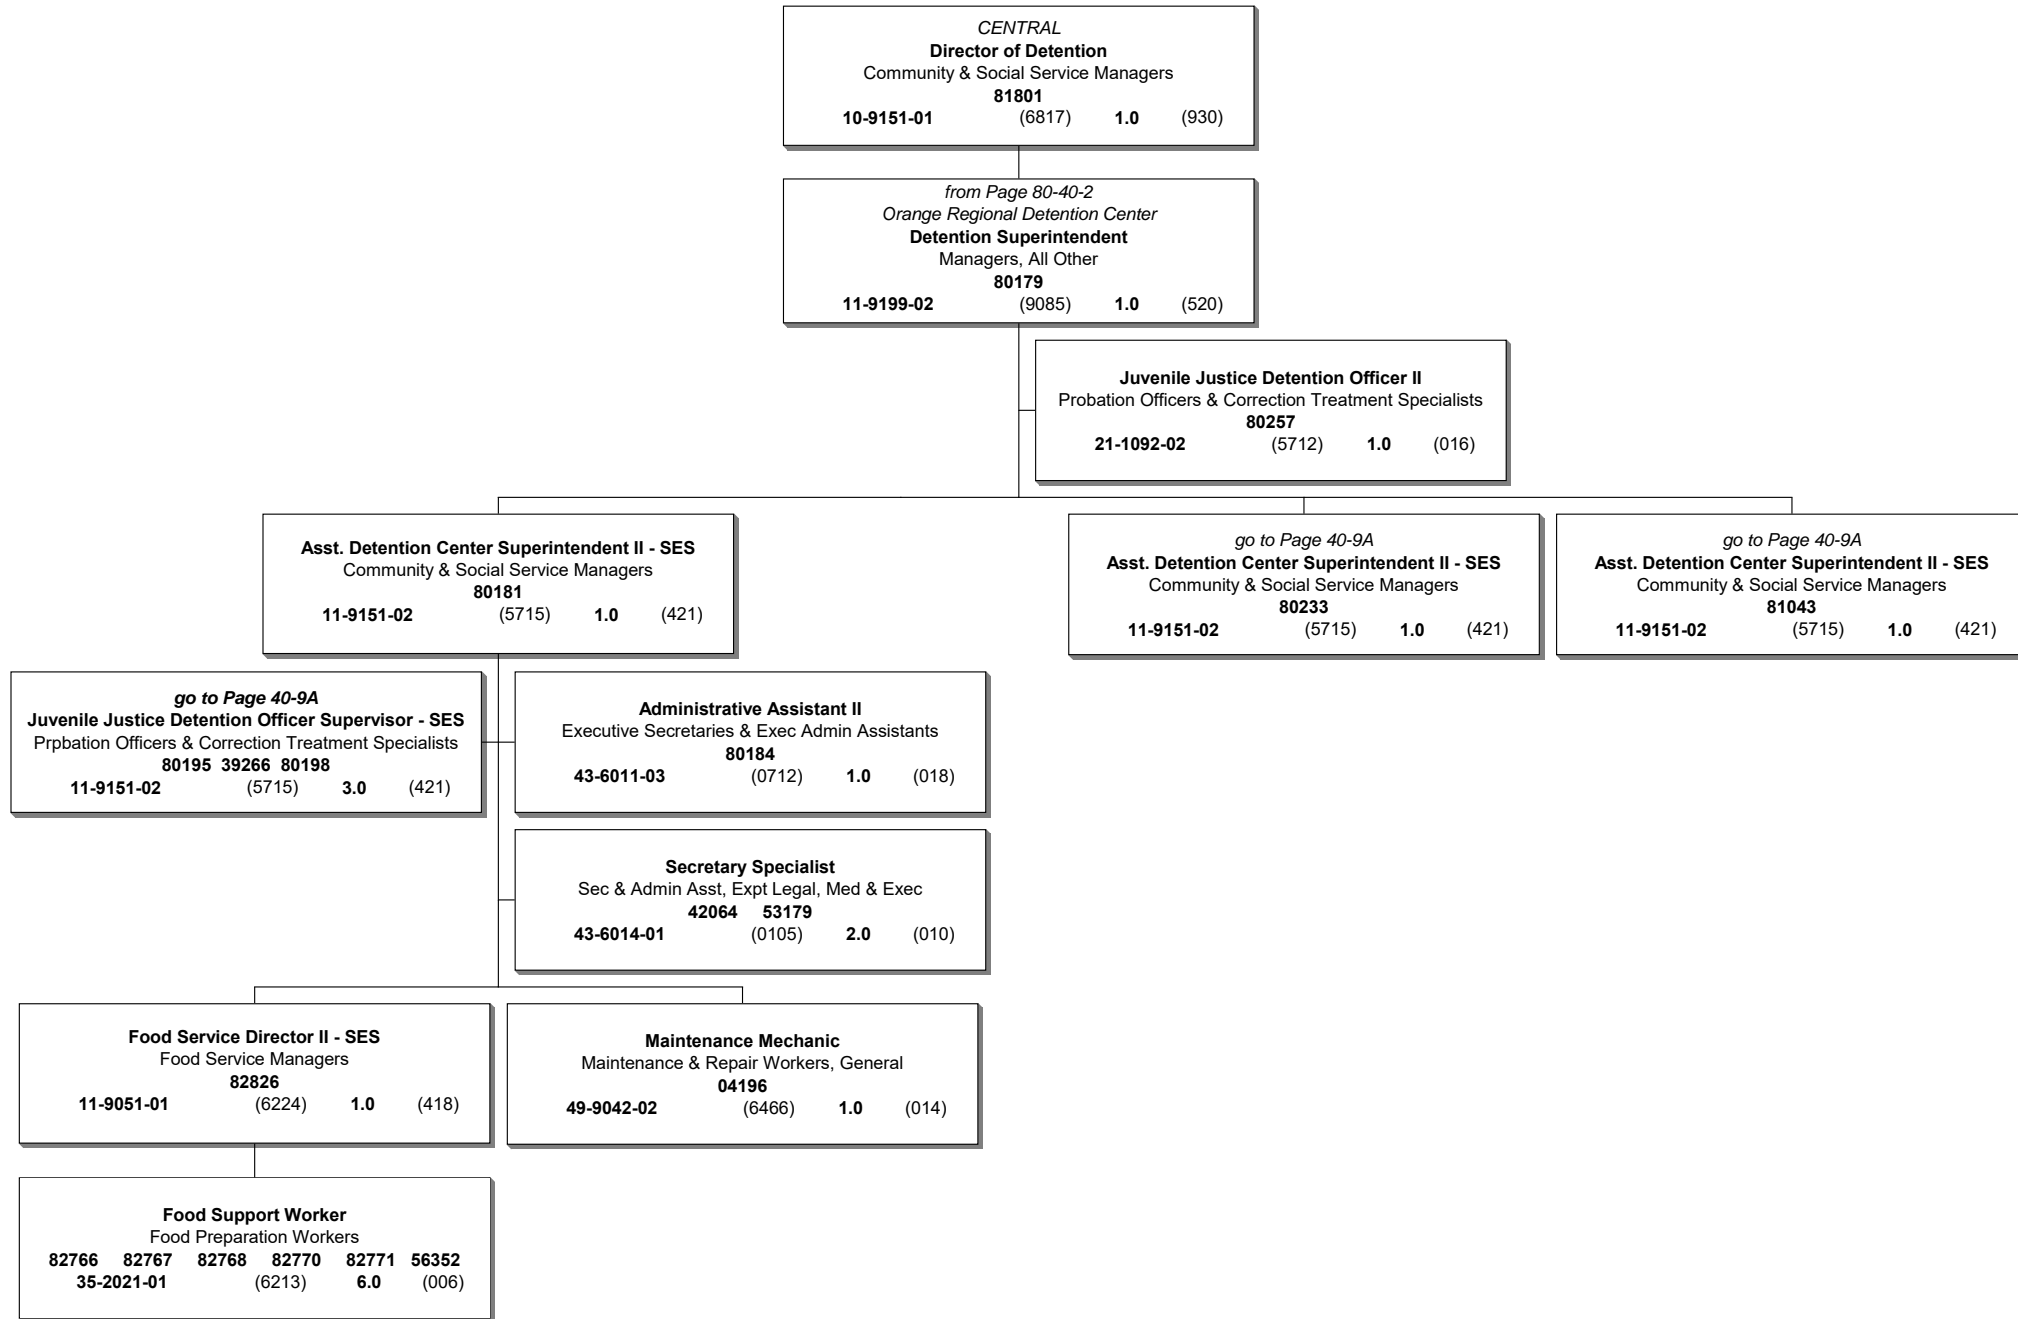 CENTRAL
Director of Detention
Community & Social Service Managers
81801
10-9151-01 (6817) 1.0 (930)
from Page 80-40-2
Orange Regional Detention Center
Detention Superintendent
Managers, All Other
80179
11-9199-02 (9085) 1.0 (520)
Juvenile Justice Detention Officer II
Probation Officers & Correction Treatment Specialists
80257
21-1092-02 (5712) 1.0 (016)
Asst. Detention Center Superintendent II - SES
Community & Social Service Managers
80181
11-9151-02 (5715) 1.0 (421)
go to Page 40-9A
Asst. Detention Center Superintendent II - SES
Community & Social Service Managers
80233
11-9151-02 (5715) 1.0 (421)
go to Page 40-9A
Asst. Detention Center Superintendent II - SES
Community & Social Service Managers
81043
11-9151-02 (5715) 1.0 (421)
go to Page 40-9A
Juvenile Justice Detention Officer Supervisor - SES
Prpbation Officers & Correction Treatment Specialists
80195 39266 80198
11-9151-02 (5715) 3.0 (421)
Administrative Assistant II
Executive Secretaries & Exec Admin Assistants
80184
43-6011-03 (0712) 1.0 (018)
Secretary Specialist
Sec & Admin Asst, Expt Legal, Med & Exec
42064 53179
43-6014-01 (0105) 2.0 (010)
Food Service Director II - SES
Food Service Managers
82826
11-9051-01 (6224) 1.0 (418)
Maintenance Mechanic
Maintenance & Repair Workers, General
04196
49-9042-02 (6466) 1.0 (014)
Food Support Worker
Food Preparation Workers
82766 82767 82768 82770 82771 56352
35-2021-01 (6213) 6.0 (006)